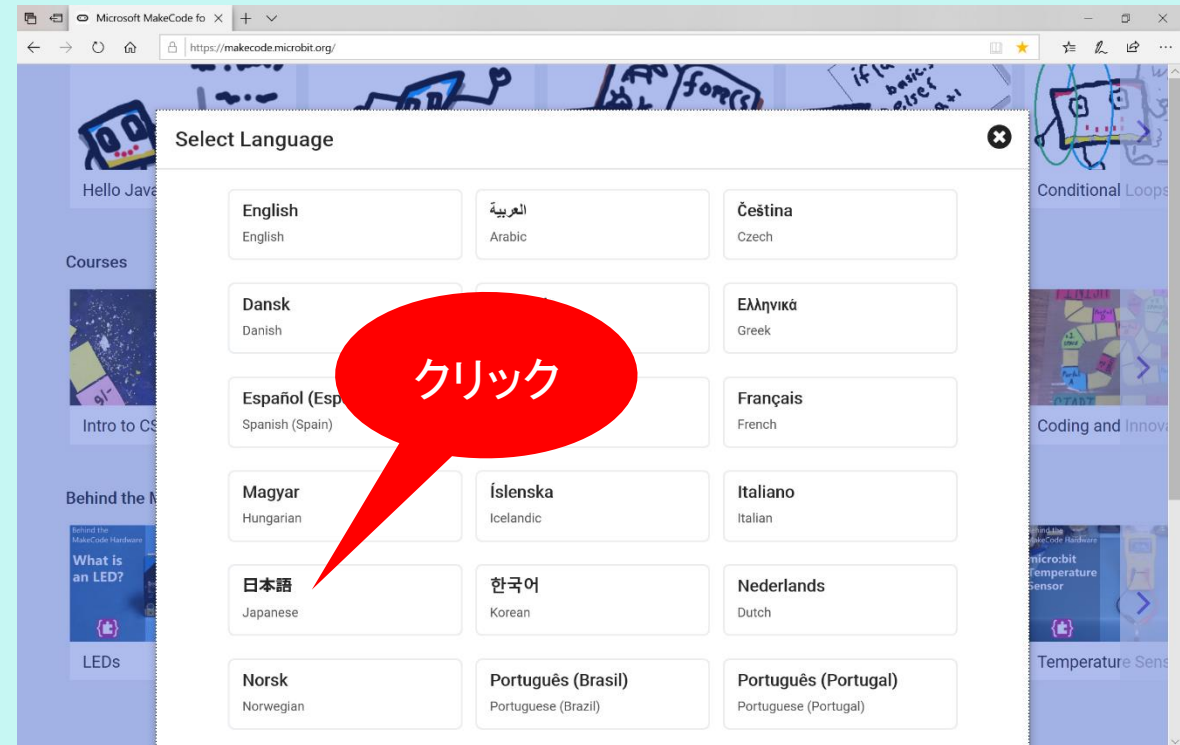 Microsoft MakeCode fo
https://makecode.microbit.org/
Select Language
Hello Java
Conditional Loops
English
English
العربية
Arabic
Čeština
Czech
Courses
Dansk
Danish
Ελληνικά
Greek
クリック
Español (Esp
Spanish (Spain)
Français
French
Intro to CS
Coding and Innova
Magyar
Hungarian
Íslenska
Icelandic
Italiano
Italian
Behind the M
Behind the
MakeCode Hardware
What is
an LED?
micro:bit
Temperature
Sensor
日本語
Japanese
한국어
Korean
Nederlands
Dutch
LEDs
Temperature Sens
Norsk
Norwegian
Português (Brasil)
Portuguese (Brazil)
Português (Portugal)
Portuguese (Portugal)